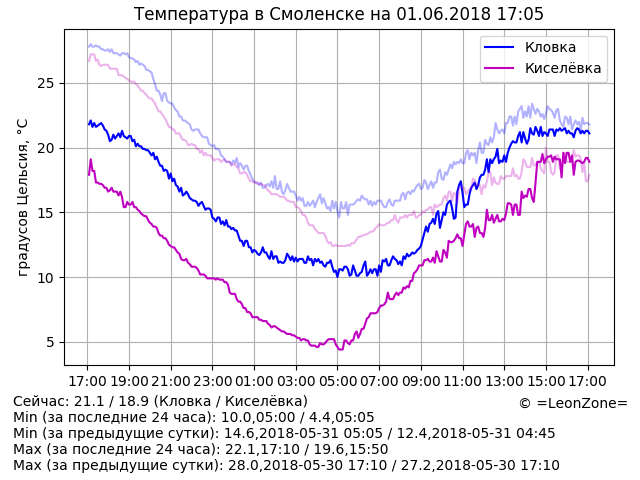 Температура в Смоленске на 01.06.2018 17:05
Кловка
Киселёвка
градусов Цельсия, °C
25
20
15
10
5
17:00 19:00 21:00 23:00 01:00 03:00 05:00 07:00 09:00 11:00 13:00 15:00 17:00
Сейчас: 21.1 / 18.9 (Кловка / Киселёвка)
© =LeonZone=
Min (за последние 24 часа): 10.0,05:00 / 4.4,05:05
Min (за предыдущие сутки): 14.6,2018-05-31 05:05 / 12.4,2018-05-31 04:45
Max (за последние 24 часа): 22.1,17:10 / 19.6,15:50
Max (за предыдущие сутки): 28.0,2018-05-30 17:10 / 27.2,2018-05-30 17:10